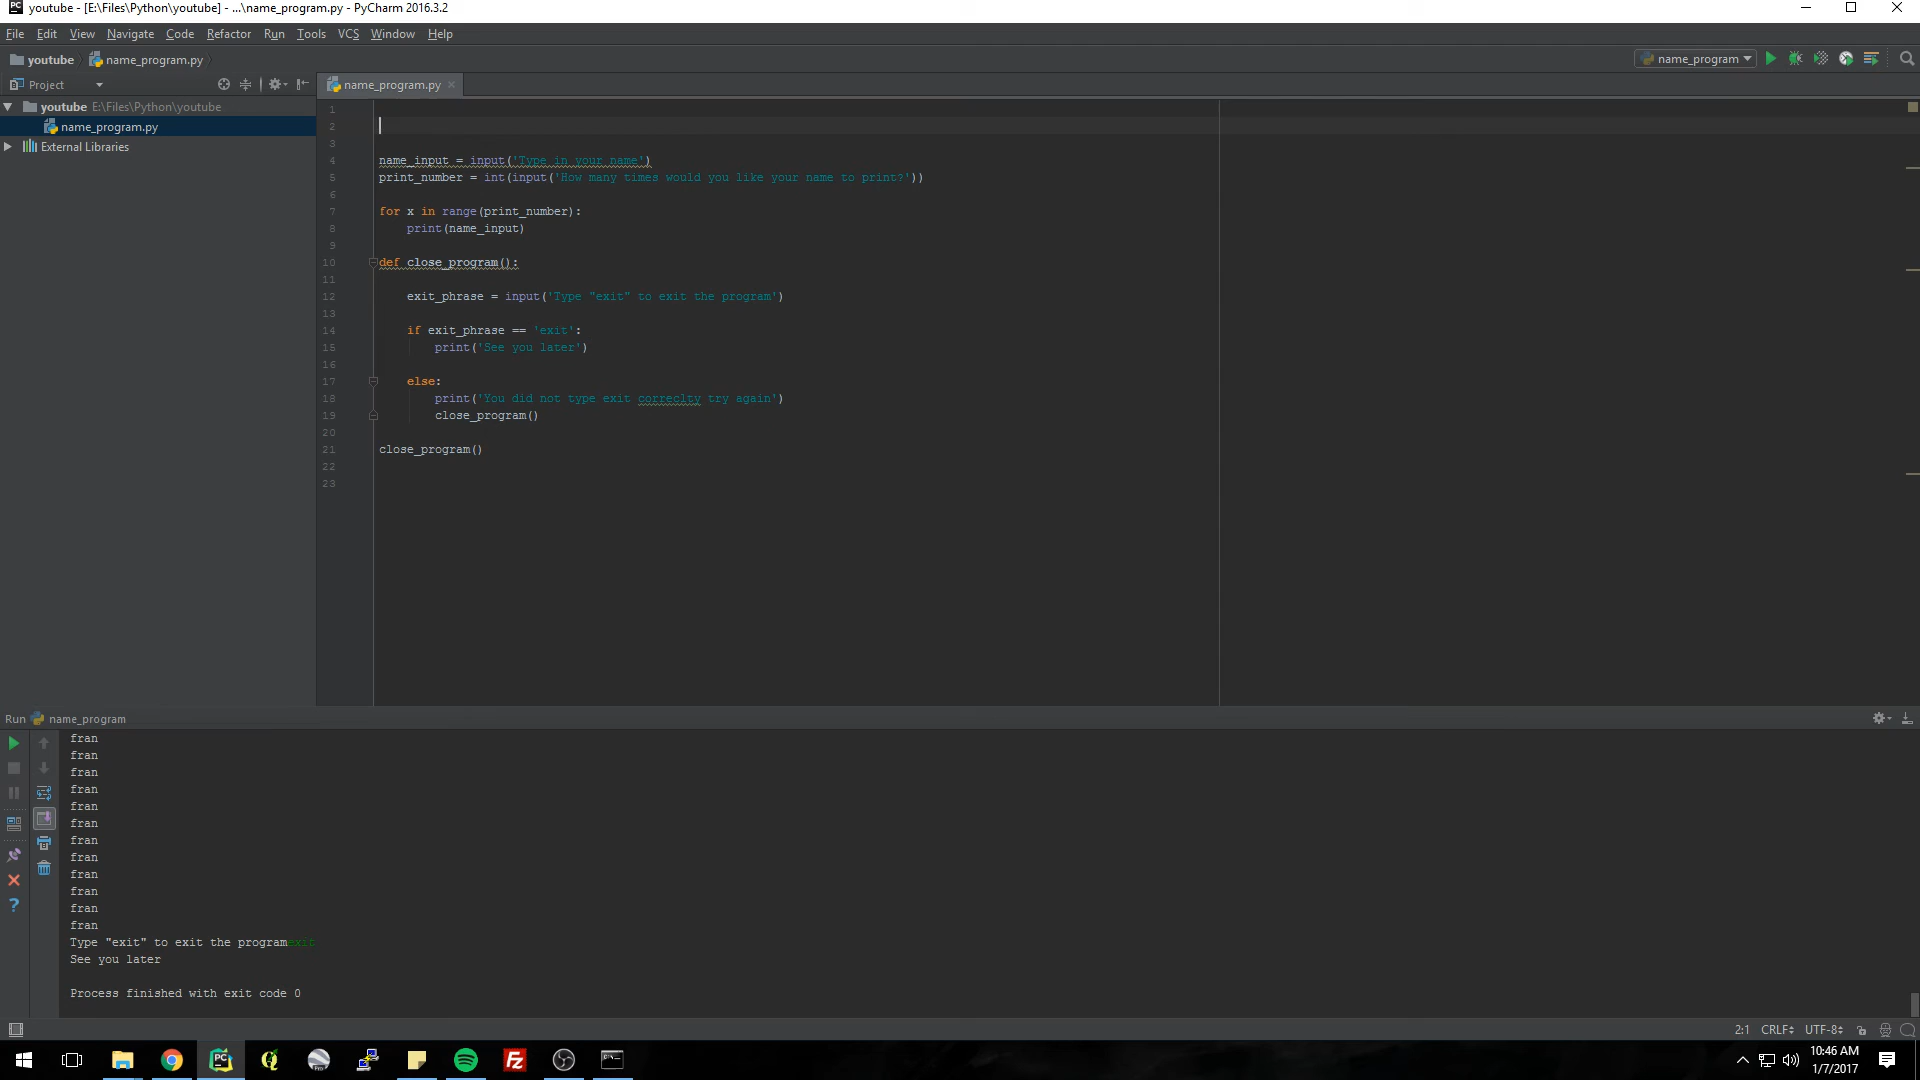 youtube - [E:\Files\Python\youtube] - ...\name_program.py - PyCharm 2016.3.2
File Edit View Navigate Code Refactor Run Tools VCS Window Help
youtube name_program.py name_program
Project name_program.py
youtube E:\Files\Python\youtube
name_program.py
External Libraries
1
2
3
4 name_input = input('Type in your name')
5 print_number = int(input('How many times would you like your name to print?'))
6
7 for x in range(print_number):
8 print(name_input)
9
10 def close_program():
11
12 exit_phrase = input('Type "exit" to exit the program')
13
14 if exit_phrase == 'exit':
15 print('See you later')
16
17 else:
18 print('You did not type exit correclty try again')
19 close_program()
20
21 close_program()
22
23
Run name_program
fran
fran
fran
fran
fran
fran
fran
fran
fran
fran
fran
fran
Type "exit" to exit the programexit
See you later
Process finished with exit code 0
2:1 CRLF UTF-8
10:46 AM
1/7/2017